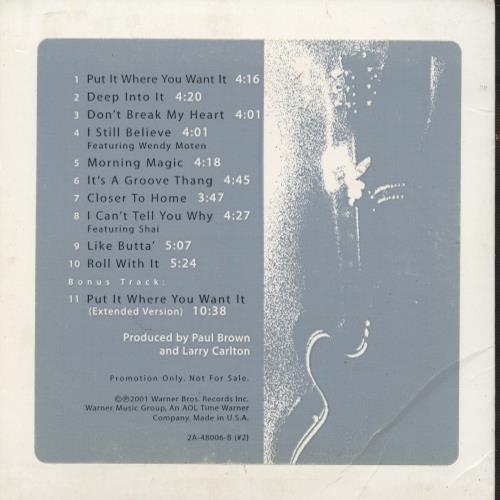 1 Put It Where You Want It 4:16
2 Deep Into It 4:20
3 Don't Break My Heart 4:01
4 I Still Believe 4:01
Featuring Wendy Moten
5 Morning Magic 4:18
6 It's A Groove Thang 4:45
7 Closer To Home 3:47
8 I Can't Tell You Why 4:27
Featuring Shai
9 Like Butta' 5:07
10 Roll With It 5:24
Bonus Track:
11 Put It Where You Want It
(Extended Version) 10:38
Produced by Paul Brown
and Larry Carlton
Promotion Only. Not For Sale.
©℗2001 Warner Bros. Records Inc.
Warner Music Group, An AOL Time Warner
Company. Made in U.S.A.
2A-48006-B (#2)